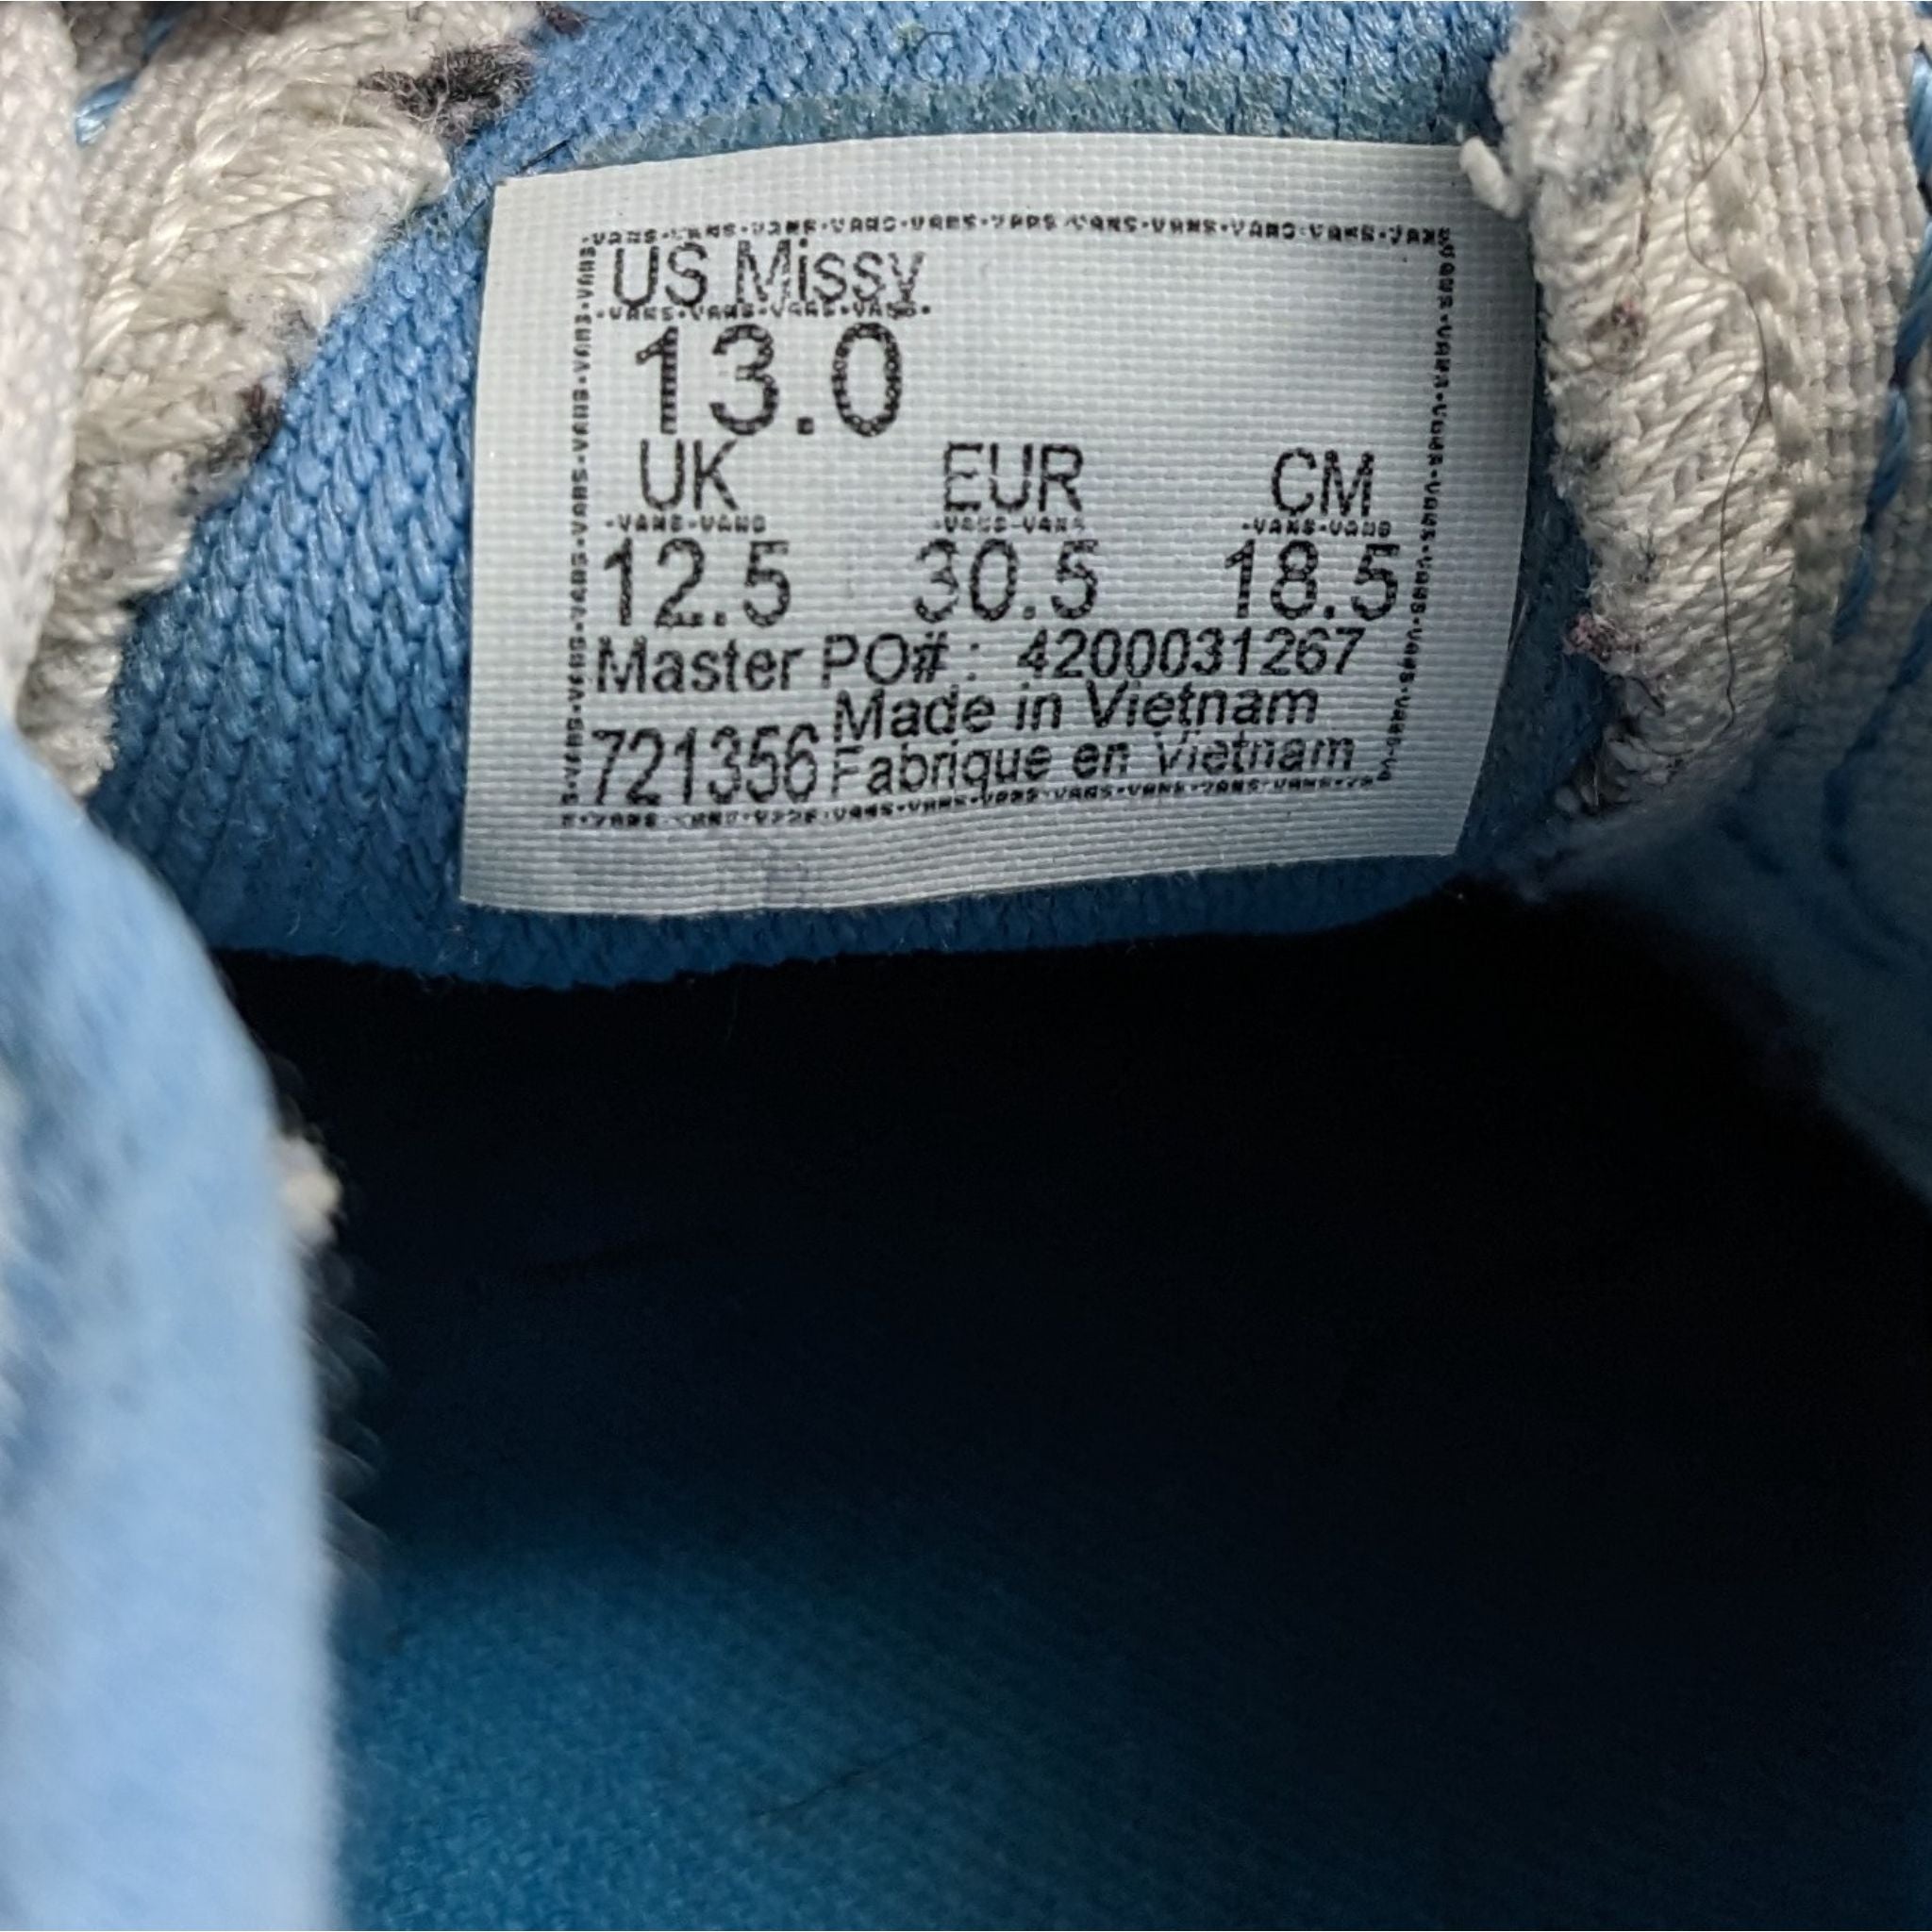 US Missy
13.0
UK EUR CM
12.5 30.5 18.5
Master PO# : 4200031267
Made in Vietnam
721356 Fabrique en Vietnam